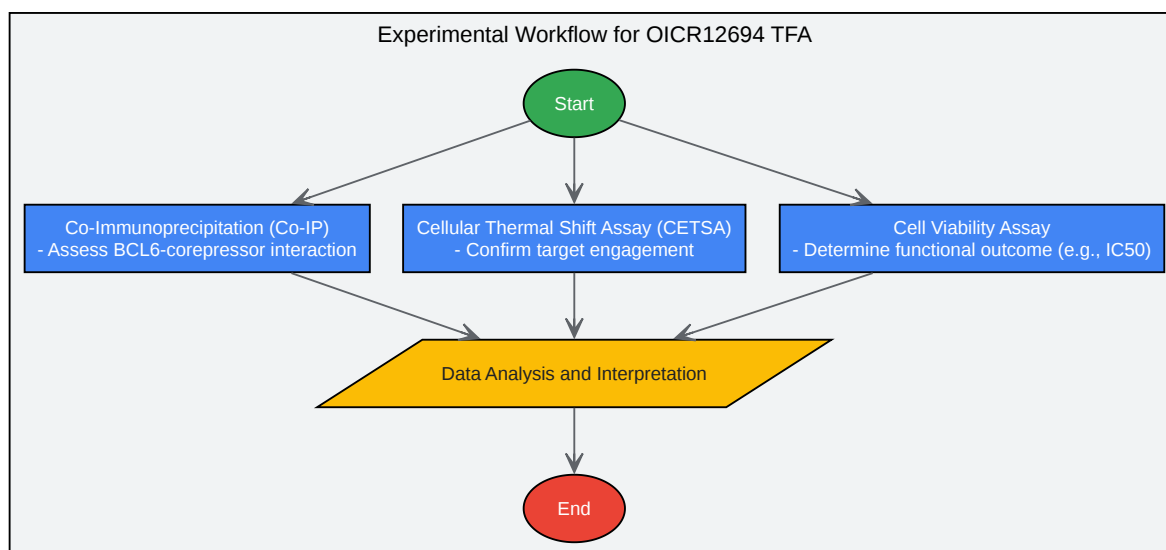 Experimental Workflow for OICR12694 TFA
Start
Co-Immunoprecipitation (Co-IP)
- Assess BCL6-corepressor interaction
Cellular Thermal Shift Assay (CETSA)
- Confirm target engagement
Cell Viability Assay
- Determine functional outcome (e.g., IC50)
Data Analysis and Interpretation
End